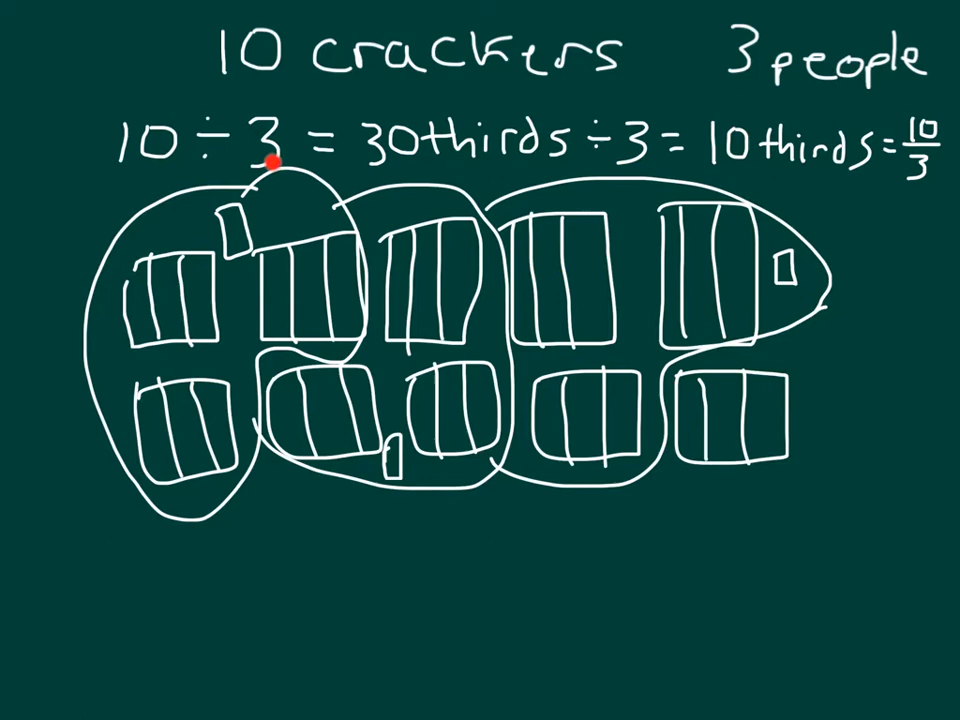 10 crackers 3 people
10 ÷ 3 = 30 thirds ÷ 3 = 10 thirds = 10/3